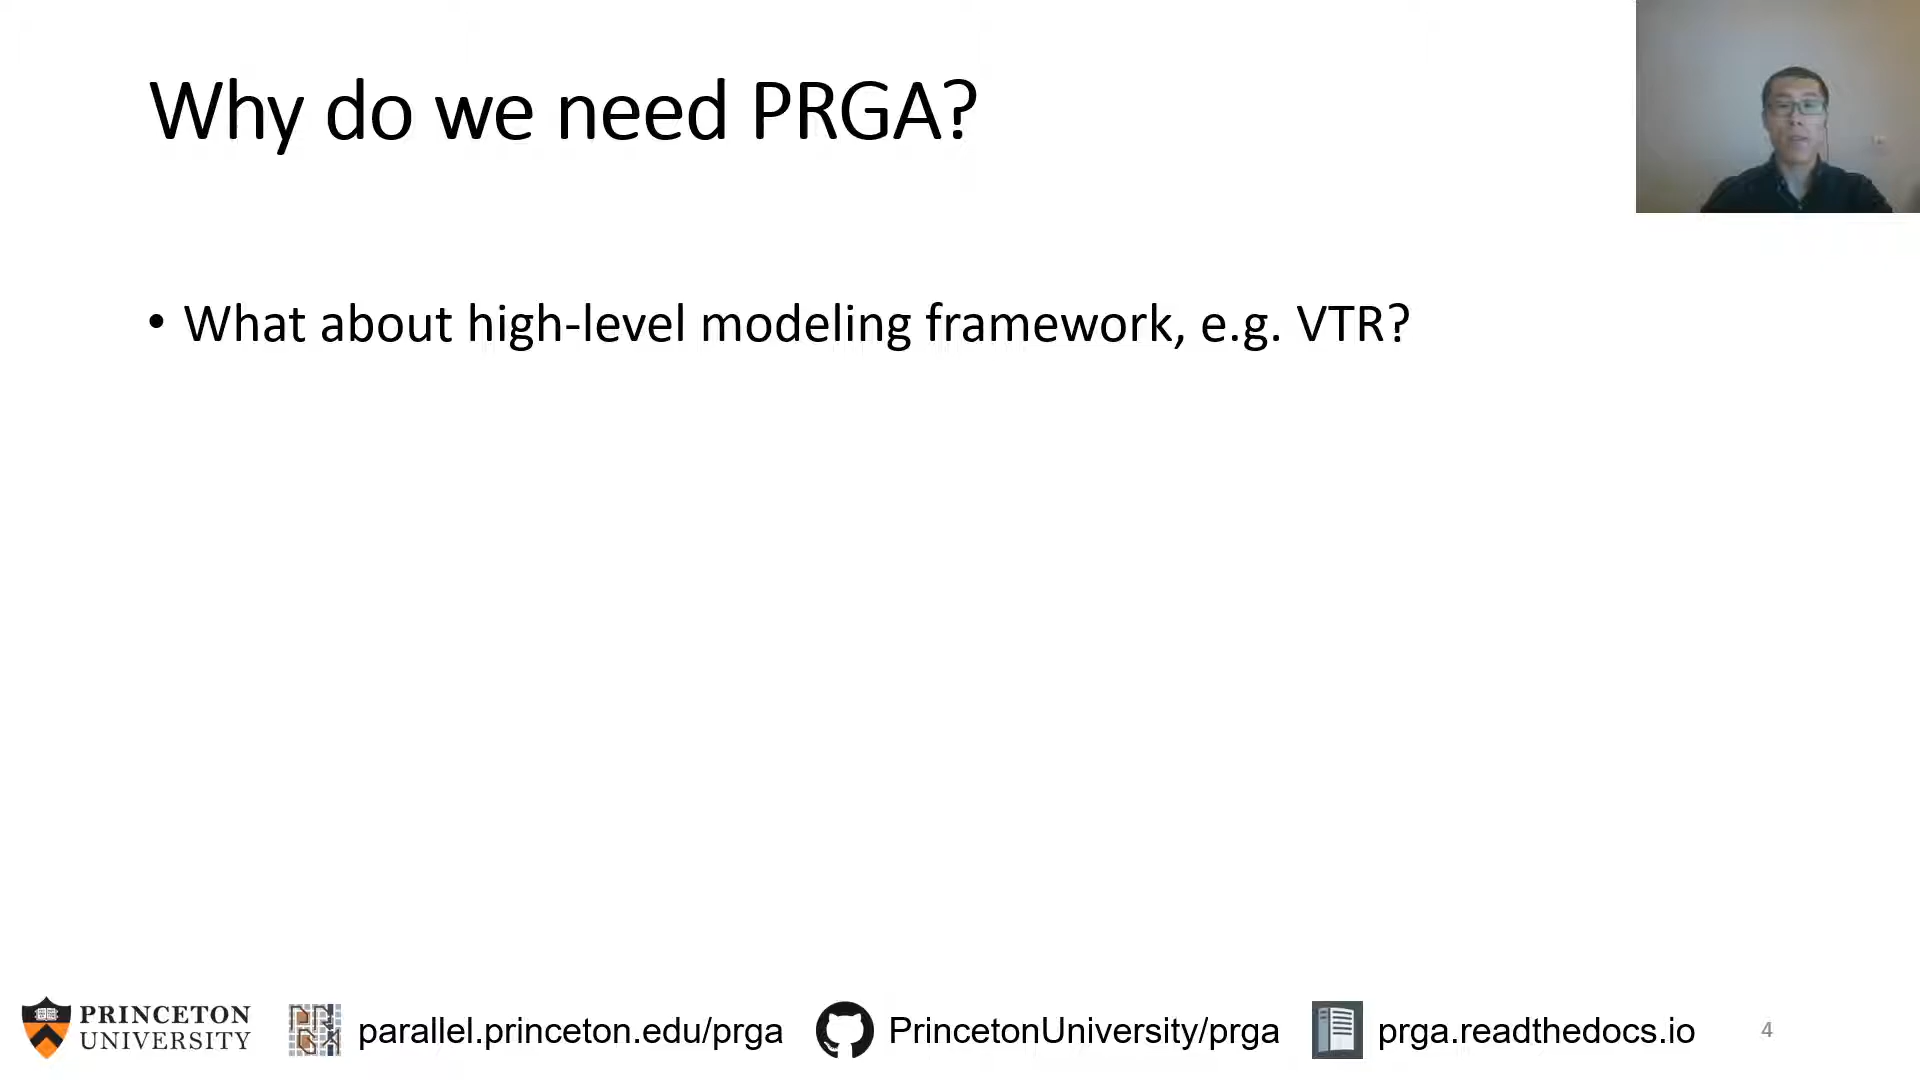 Why do we need PRGA?
• What about high-level modeling framework, e.g. VTR?
PRINCETON
UNIVERSITY
parallel.princeton.edu/prga
PrincetonUniversity/prga
prga.readthedocs.io
4